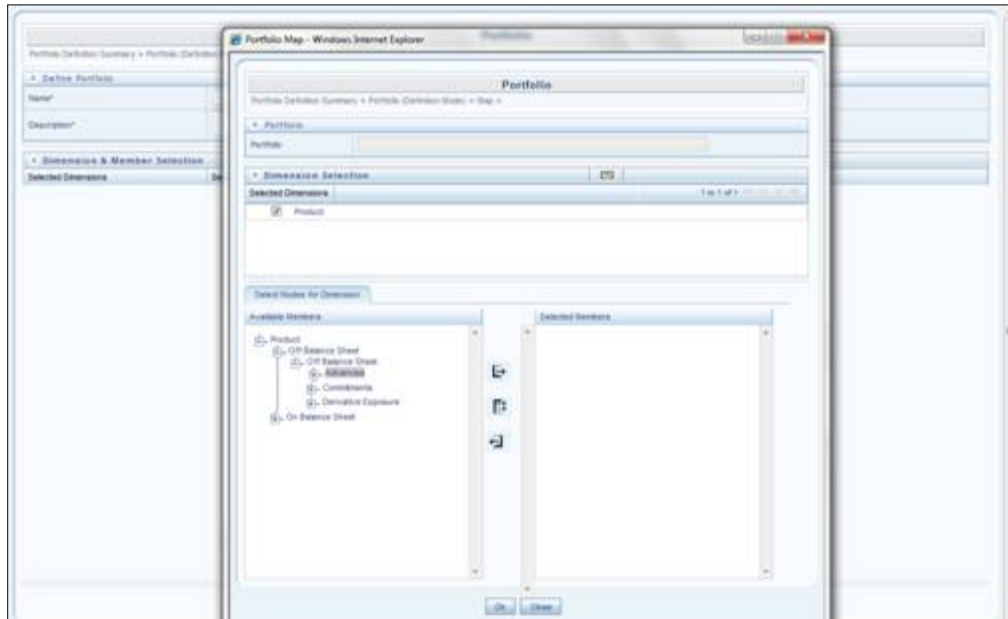 Portfolio Map - Windows Internet Explorer
Portfolio
Portfolio Definition Summary » Portfolio (Definition
Define Portfolio
Name*
Description*
Dimension & Member Selection
Selected Dimensions
Portfolio
Portfolio Definition Summary » Portfolio (Definition Mode) » Map »
Portfolio
Portfolio
Dimension Selection
Selected Dimensions
1 to 1 of 1
Product
Select Nodes for Dimension
Available Members
Selected Members
Product
Off Balance Sheet
Off Balance Sheet
Advances
Commitments
Derivative Exposure
On Balance Sheet
Ok
Close